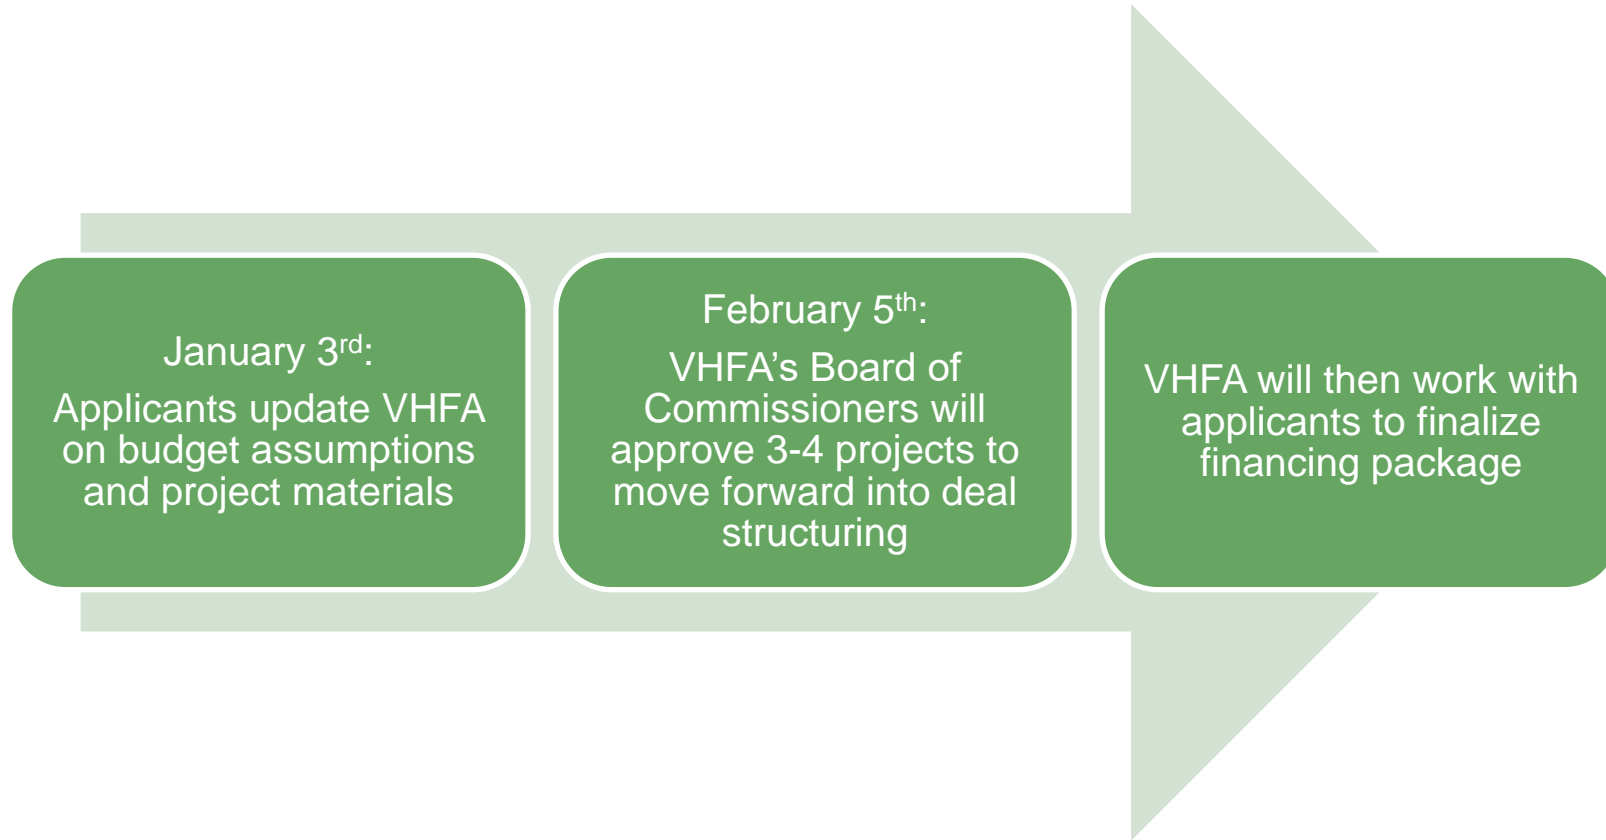 January 3rd:
Applicants update VHFA
on budget assumptions
and project materials
February 5th:
VHFA's Board of
Commissioners will
approve 3-4 projects to
move forward into deal
structuring
VHFA will then work with
applicants to finalize
financing package